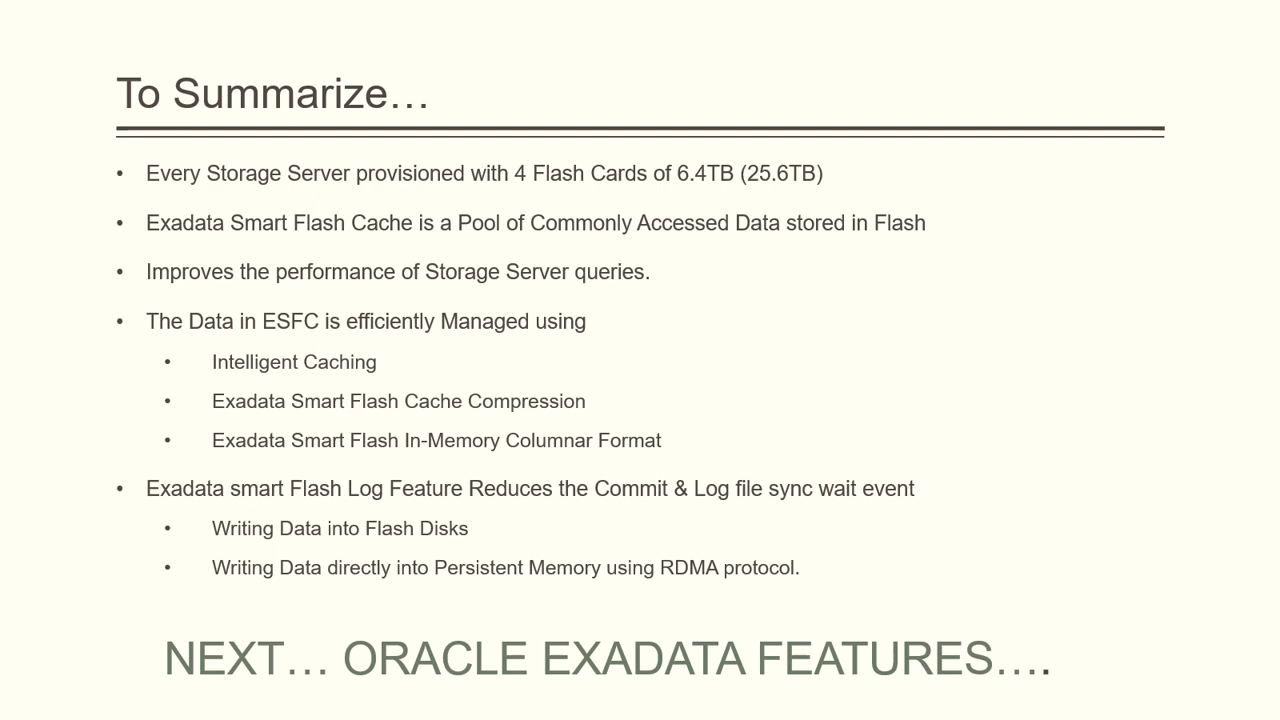 To Summarize…
• Every Storage Server provisioned with 4 Flash Cards of 6.4TB (25.6TB)
• Exadata Smart Flash Cache is a Pool of Commonly Accessed Data stored in Flash
• Improves the performance of Storage Server queries.
• The Data in ESFC is efficiently Managed using
• Intelligent Caching
• Exadata Smart Flash Cache Compression
• Exadata Smart Flash In-Memory Columnar Format
• Exadata smart Flash Log Feature Reduces the Commit & Log file sync wait event
• Writing Data into Flash Disks
• Writing Data directly into Persistent Memory using RDMA protocol.
NEXT… ORACLE EXADATA FEATURES….